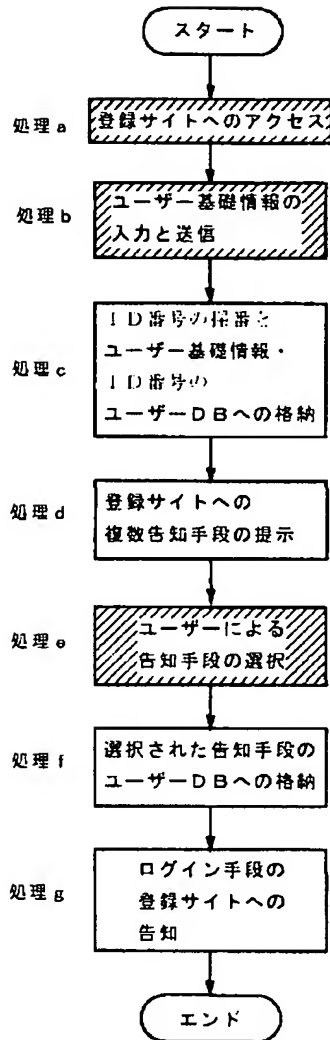 スタート
処理a
登録サイトへのアクセス
処理b
ユーザー基礎情報の
入力と送信
処理c
ID番号の採番と
ユーザー基礎情報・
ID番号の
ユーザーDBへの格納
処理d
登録サイトへの
複数告知手段の提示
処理e
ユーザーによる
告知手段の選択
処理f
選択された告知手段の
ユーザーDBへの格納
処理g
ログイン手段の
登録サイトへの
告知
エンド